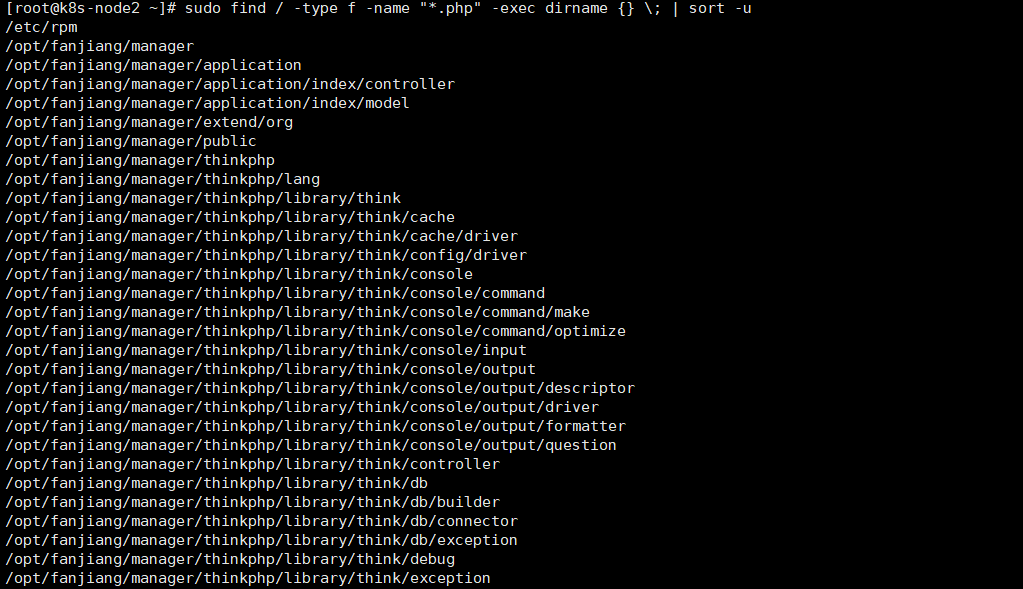 [root@k8s-node2 ~]# sudo find / -type f -name "*.php" -exec dirname {} \; | sort -u
/etc/rpm
/opt/fanjiang/manager
/opt/fanjiang/manager/application
/opt/fanjiang/manager/application/index/controller
/opt/fanjiang/manager/application/index/model
/opt/fanjiang/manager/extend/org
/opt/fanjiang/manager/public
/opt/fanjiang/manager/thinkphp
/opt/fanjiang/manager/thinkphp/lang
/opt/fanjiang/manager/thinkphp/library/think
/opt/fanjiang/manager/thinkphp/library/think/cache
/opt/fanjiang/manager/thinkphp/library/think/cache/driver
/opt/fanjiang/manager/thinkphp/library/think/config/driver
/opt/fanjiang/manager/thinkphp/library/think/console
/opt/fanjiang/manager/thinkphp/library/think/console/command
/opt/fanjiang/manager/thinkphp/library/think/console/command/make
/opt/fanjiang/manager/thinkphp/library/think/console/command/optimize
/opt/fanjiang/manager/thinkphp/library/think/console/input
/opt/fanjiang/manager/thinkphp/library/think/console/output
/opt/fanjiang/manager/thinkphp/library/think/console/output/descriptor
/opt/fanjiang/manager/thinkphp/library/think/console/output/driver
/opt/fanjiang/manager/thinkphp/library/think/console/output/formatter
/opt/fanjiang/manager/thinkphp/library/think/console/output/question
/opt/fanjiang/manager/thinkphp/library/think/controller
/opt/fanjiang/manager/thinkphp/library/think/db
/opt/fanjiang/manager/thinkphp/library/think/db/builder
/opt/fanjiang/manager/thinkphp/library/think/db/connector
/opt/fanjiang/manager/thinkphp/library/think/db/exception
/opt/fanjiang/manager/thinkphp/library/think/debug
/opt/fanjiang/manager/thinkphp/library/think/exception